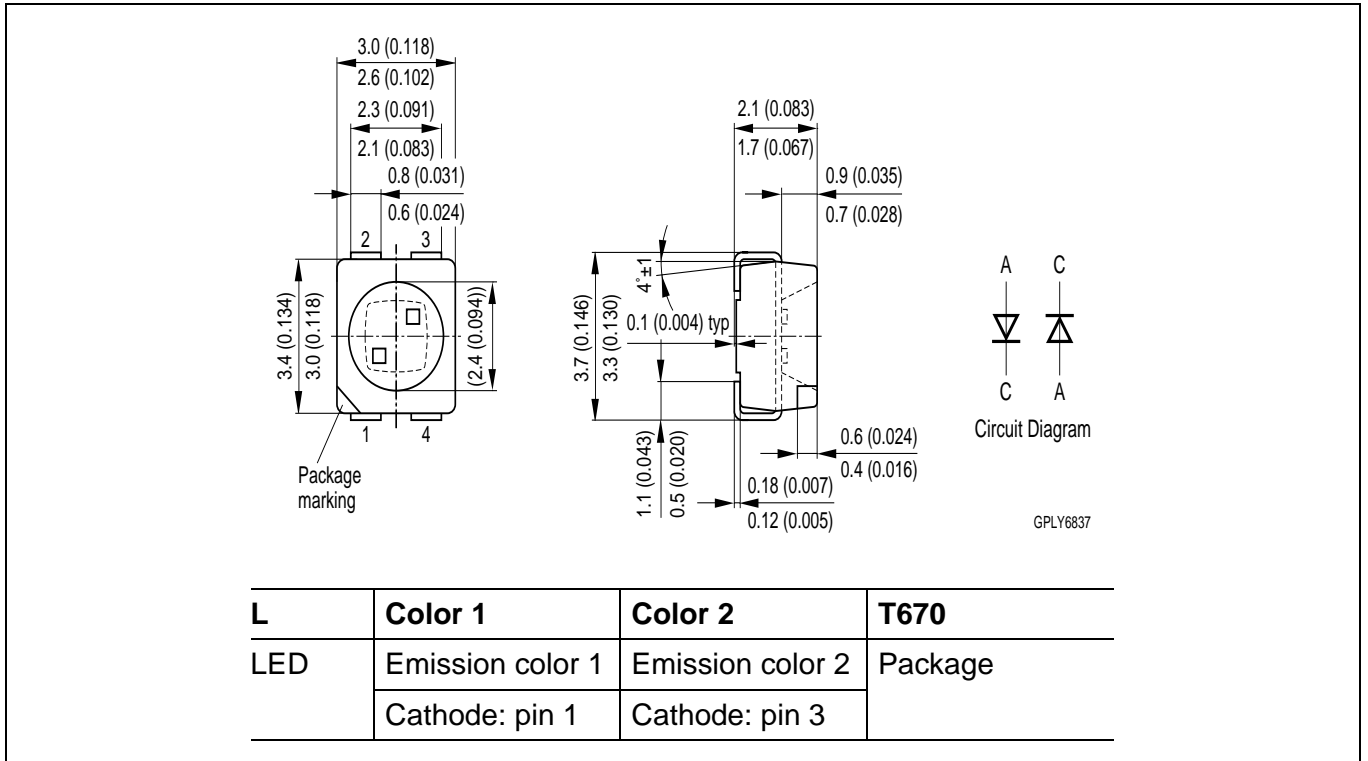 3.0 (0.118)
2.6 (0.102)
2.3 (0.091)
2.1 (0.083)
0.8 (0.031)
0.6 (0.024)
2 3
3.4 (0.134)
3.0 (0.118)
(2.4 (0.094))
1 4
Package
marking
2.1 (0.083)
1.7 (0.067)
0.9 (0.035)
0.7 (0.028)
4˚±1
3.7 (0.146)
3.3 (0.130)
0.1 (0.004) typ
1.1 (0.043)
0.5 (0.020)
0.6 (0.024)
0.4 (0.016)
0.18 (0.007)
0.12 (0.005)
A C
C A
Circuit Diagram
GPLY6837
L Color 1 Color 2 T670
LED Emission color 1 Emission color 2 Package
Cathode: pin 1 Cathode: pin 3